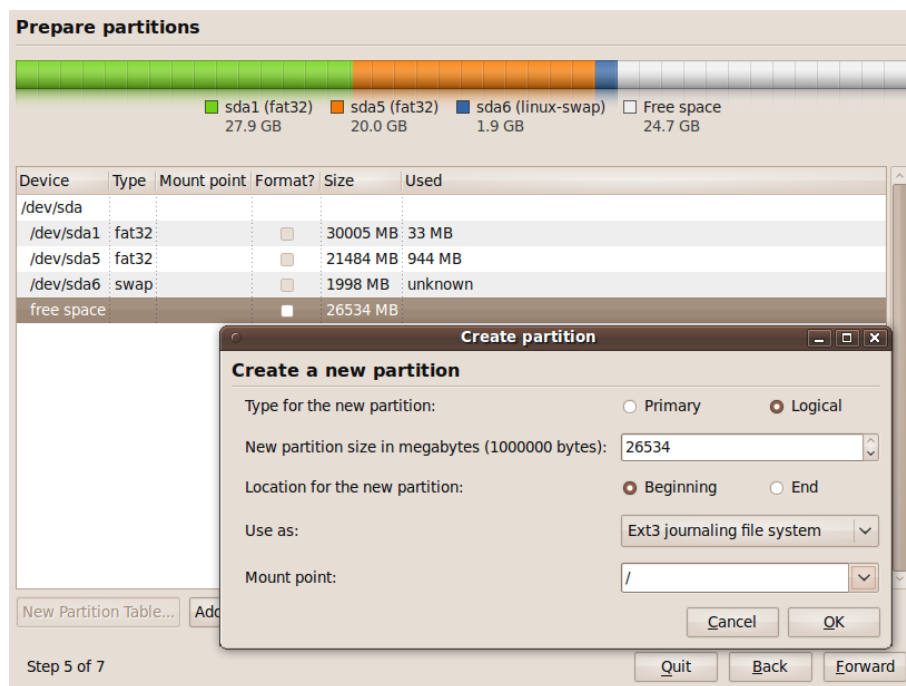 Prepare partitions
sda1 (fat32) sda5 (fat32) sda6 (linux-swap) Free space
27.9 GB 20.0 GB 1.9 GB 24.7 GB
Device Type Mount point Format? Size Used
/dev/sda
/dev/sda1 fat32 30005 MB 33 MB
/dev/sda5 fat32 21484 MB 944 MB
/dev/sda6 swap 1998 MB unknown
free space 26534 MB
Create partition
Create a new partition
Type for the new partition: Primary Logical
New partition size in megabytes (1000000 bytes): 26534
Location for the new partition: Beginning End
Use as: Ext3 journaling file system
Mount point: /
New Partition Table... Add
Cancel OK
Step 5 of 7 Quit Back Forward